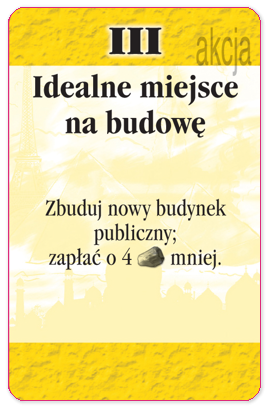 III
akcja
Idealne miejsce
na budowę
Zbuduj nowy budynek
publiczny;
zapłać o 4 mniej.